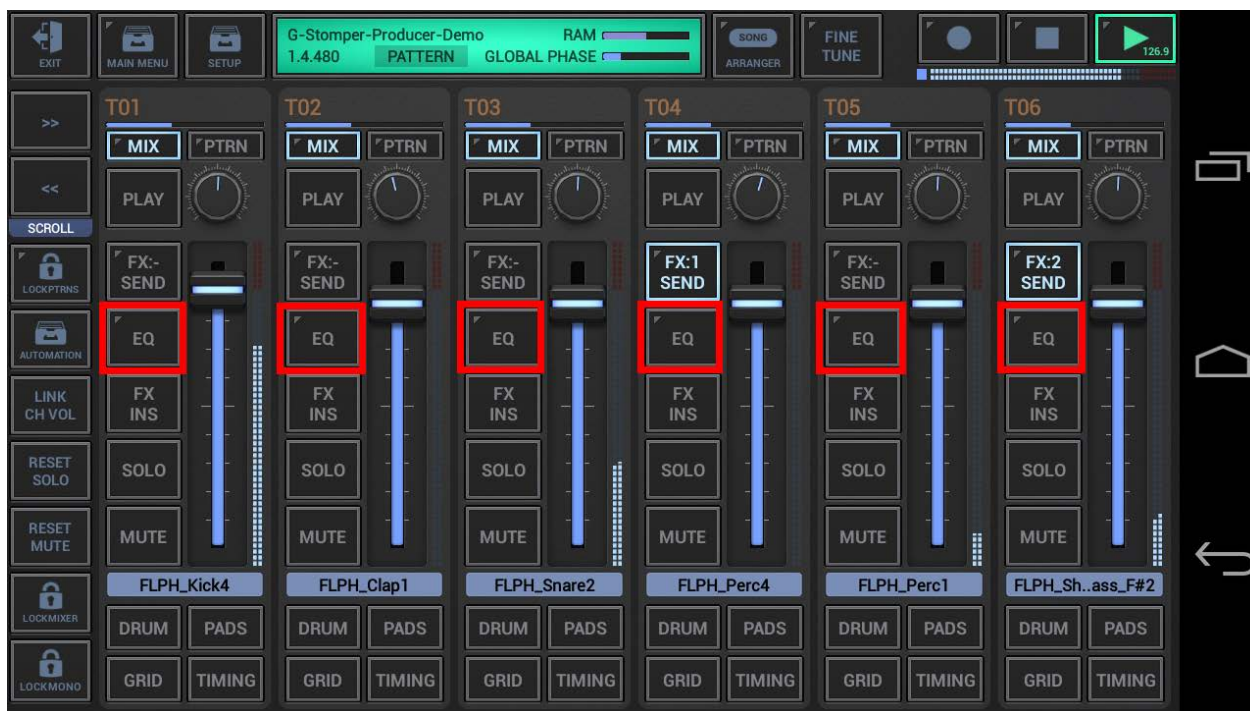 EXIT
MAIN MENU
SETUP
G-Stomper-Producer-Demo RAM
1.4.480 PATTERN GLOBAL PHASE
SONG
ARRANGER
FINE
TUNE
126.9
>>
<<
SCROLL
LOCKPTRNS
AUTOMATION
LINK
CH VOL
RESET
SOLO
RESET
MUTE
LOCKMIXER
LOCKMONO
T01
MIX PTRN
PLAY
FX:-
SEND
EQ
FX
INS
SOLO
MUTE
FLPH_Kick4
DRUM PADS
GRID TIMING
T02
MIX PTRN
PLAY
FX:-
SEND
EQ
FX
INS
SOLO
MUTE
FLPH_Clap1
DRUM PADS
GRID TIMING
T03
MIX PTRN
PLAY
FX:-
SEND
EQ
FX
INS
SOLO
MUTE
FLPH_Snare2
DRUM PADS
GRID TIMING
T04
MIX PTRN
PLAY
FX:1
SEND
EQ
FX
INS
SOLO
MUTE
FLPH_Perc4
DRUM PADS
GRID TIMING
T05
MIX PTRN
PLAY
FX:-
SEND
EQ
FX
INS
SOLO
MUTE
FLPH_Perc1
DRUM PADS
GRID TIMING
T06
MIX PTRN
PLAY
FX:2
SEND
EQ
FX
INS
SOLO
MUTE
FLPH_Sh..ass_F#2
DRUM PADS
GRID TIMING